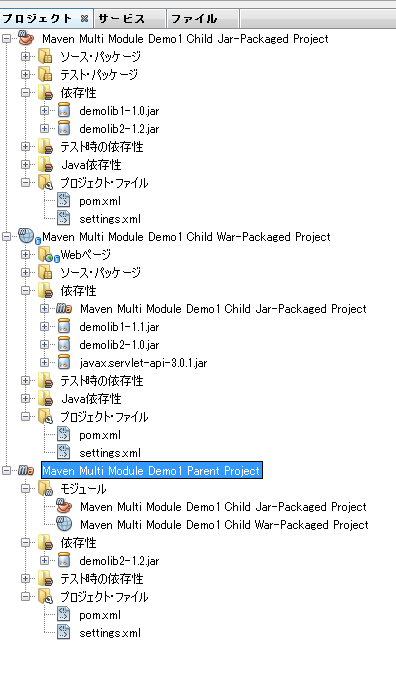 プロジェクト サービス ファイル
Maven Multi Module Demo1 Child Jar-Packaged Project
ソース・パッケージ
テスト・パッケージ
依存性
demolib1-1.0.jar
demolib2-1.2.jar
テスト時の依存性
Java依存性
プロジェクト・ファイル
pom.xml
settings.xml
Maven Multi Module Demo1 Child War-Packaged Project
Webページ
ソース・パッケージ
依存性
Maven Multi Module Demo1 Child Jar-Packaged Project
demolib1-1.1.jar
demolib2-1.0.jar
javax.servlet-api-3.0.1.jar
テスト時の依存性
Java依存性
プロジェクト・ファイル
pom.xml
settings.xml
Maven Multi Module Demo1 Parent Project
モジュール
Maven Multi Module Demo1 Child Jar-Packaged Project
Maven Multi Module Demo1 Child War-Packaged Project
依存性
demolib2-1.2.jar
テスト時の依存性
プロジェクト・ファイル
pom.xml
settings.xml